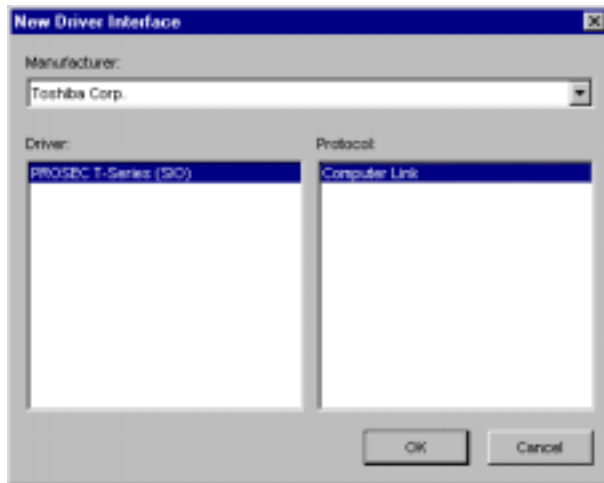 New Driver Interface
Manufacturer:
Toshiba Corp.
Driver:
Protocol:
PROSEC T-Series (SIO)
Computer Link
OK
Cancel